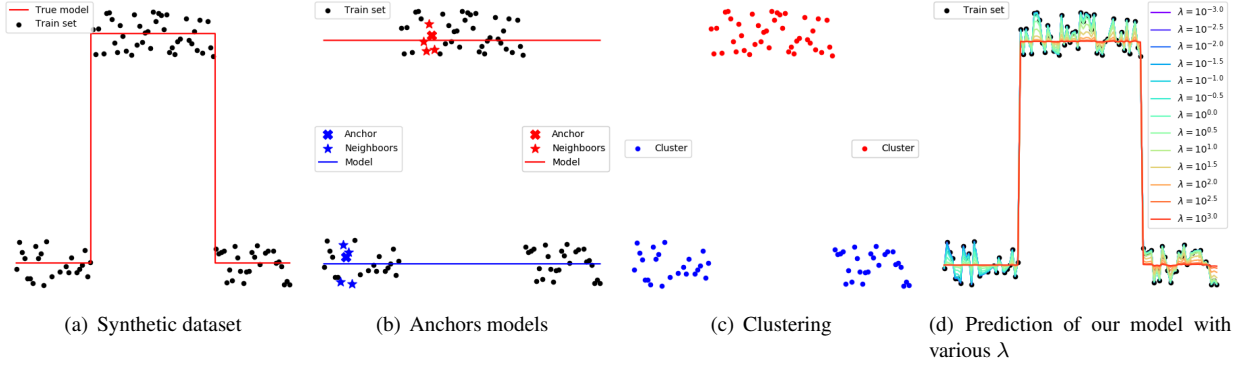 True model
Train set
Train set
Anchor
Neighboors
Model
Anchor
Neighboors
Model
Cluster
Cluster
Train set
λ = 10^−3.0
λ = 10^−2.5
λ = 10^−2.0
λ = 10^−1.5
λ = 10^−1.0
λ = 10^−0.5
λ = 10^0.0
λ = 10^0.5
λ = 10^1.0
λ = 10^1.5
λ = 10^2.0
λ = 10^2.5
λ = 10^3.0
(a) Synthetic dataset
(b) Anchors models
(c) Clustering
(d) Prediction of our model with
various λ